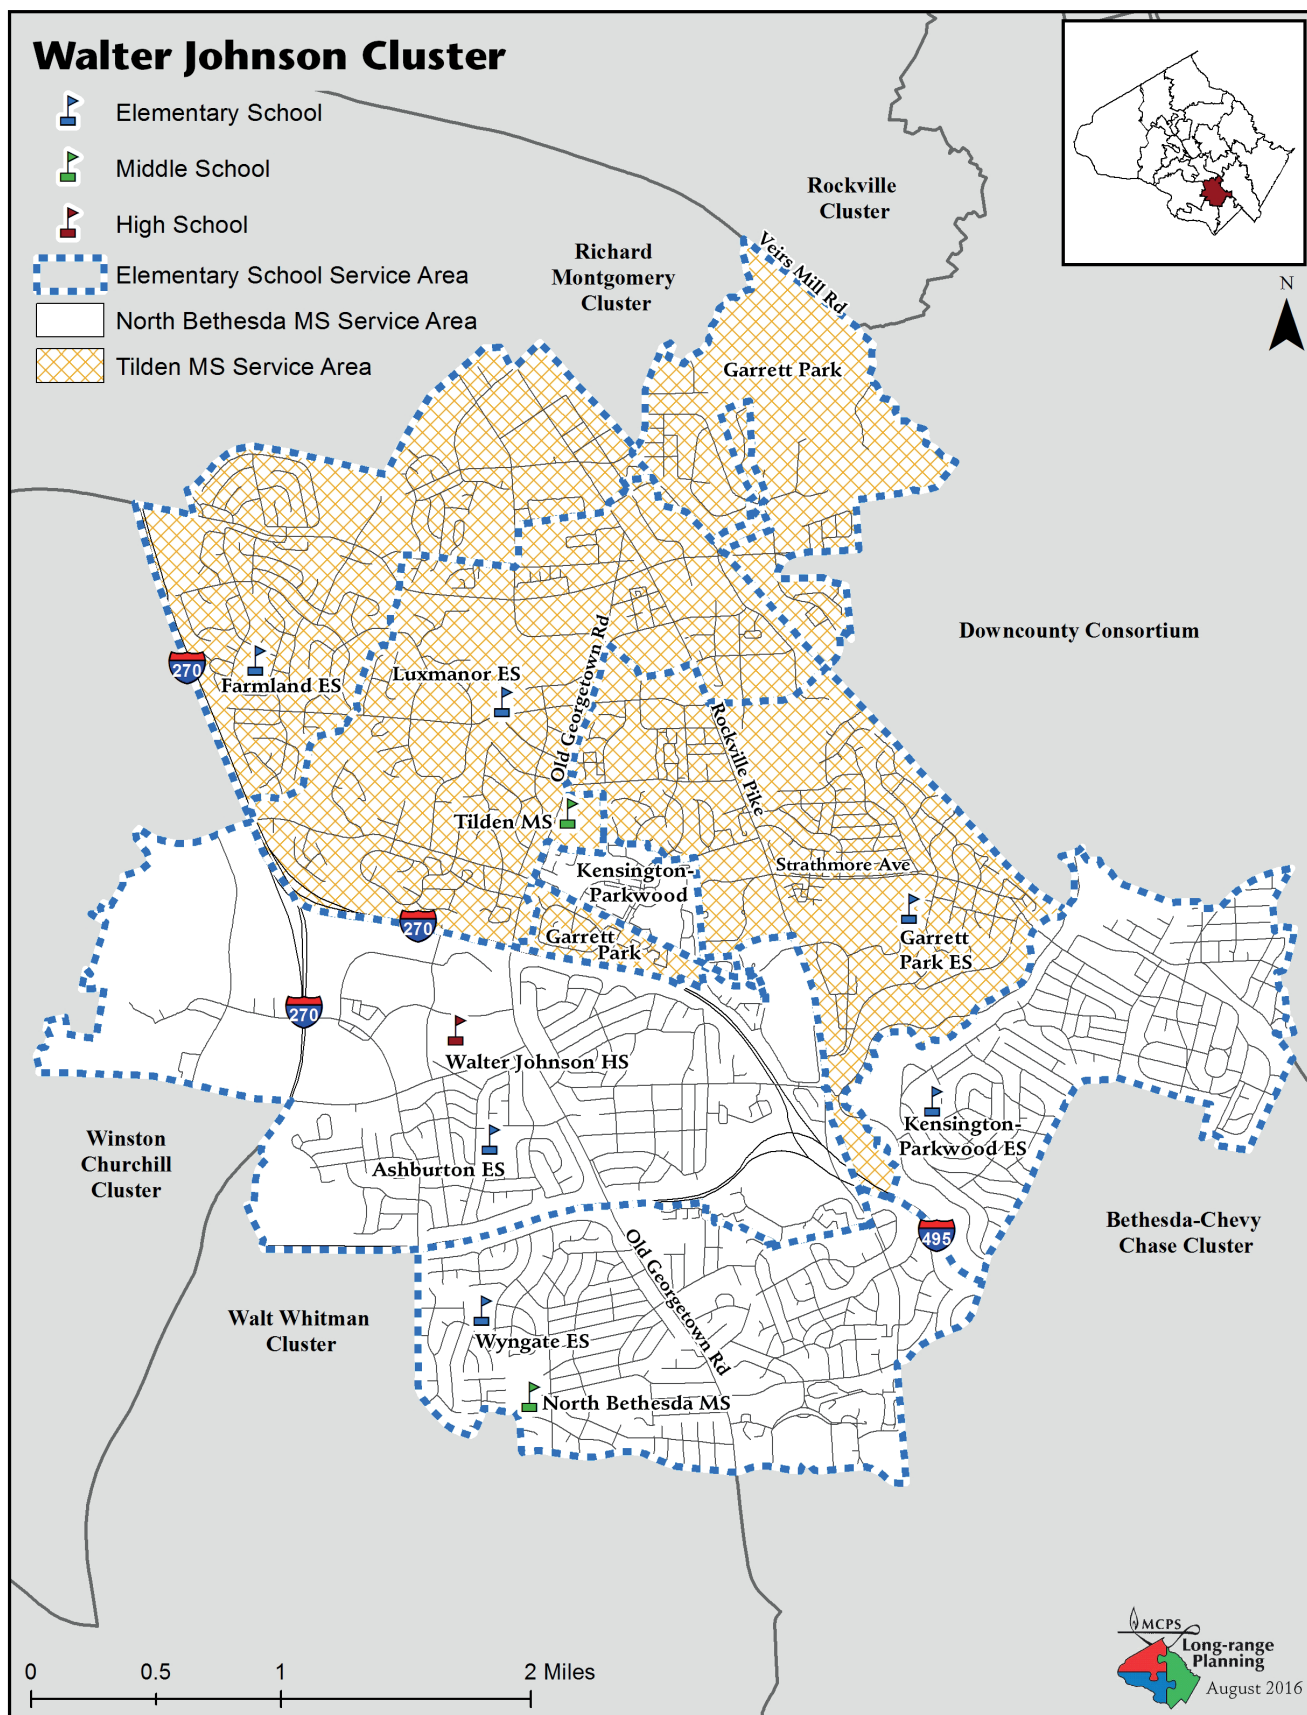 Walter Johnson Cluster
Elementary School
Middle School
High School
Elementary School Service Area
North Bethesda MS Service Area
Tilden MS Service Area
Rockville
Cluster
Richard
Montgomery
Cluster
Veirs Mill Rd
N
Garrett Park
Downcounty Consortium
270
Farmland ES
Luxmanor ES
Old Georgetown Rd
Rockville Pike
Tilden MS
Kensington-
Parkwood
Strathmore Ave
270
Garrett
Park
Garrett
Park ES
270
Walter Johnson HS
Kensington-
Parkwood ES
Winston
Churchill
Cluster
Ashburton ES
495
Bethesda-Chevy
Chase Cluster
Old Georgetown Rd
Walt Whitman
Cluster
Wyngate ES
North Bethesda MS
MCPS
Long-range
Planning
August 2016
0 0.5 1 2 Miles